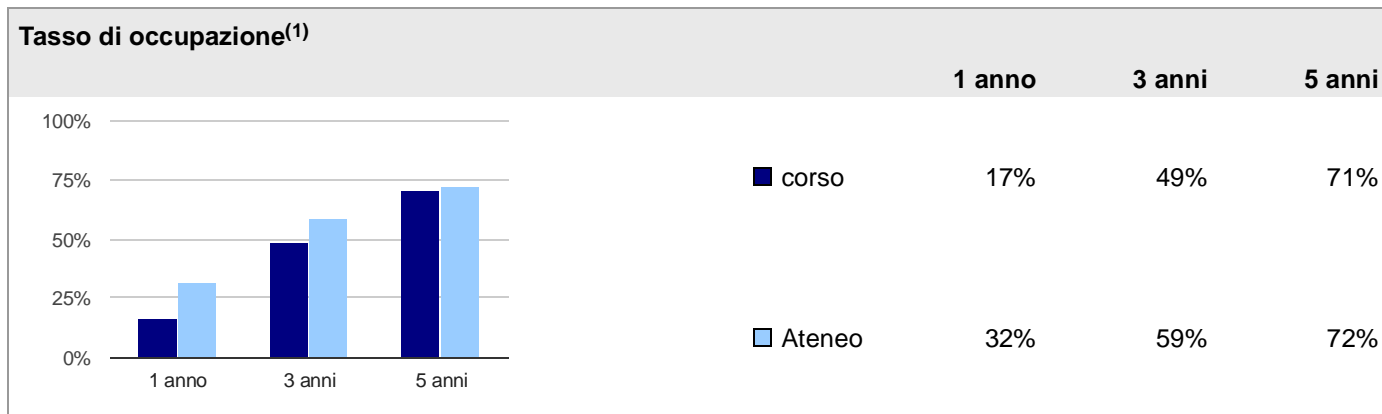 Tasso di occupazione(1)
1 anno 3 anni 5 anni
100%
75%
50%
25%
0%
1 anno 3 anni 5 anni
corso 17% 49% 71%
Ateneo 32% 59% 72%